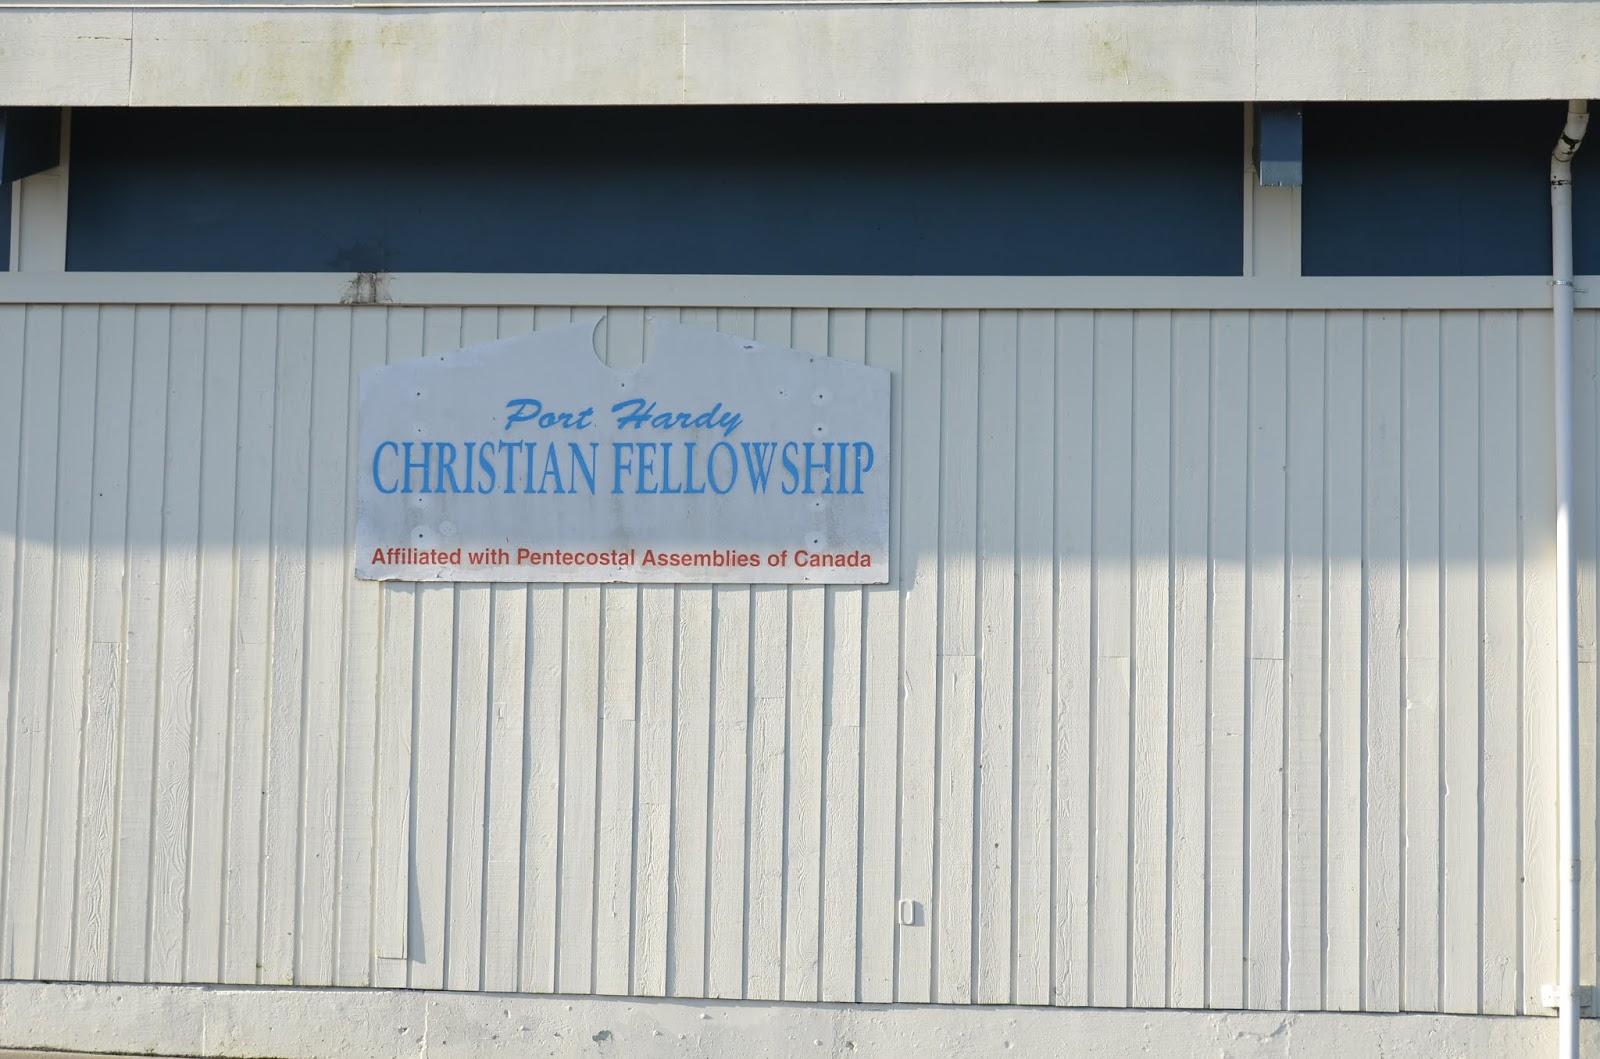 Port Hardy
CHRISTIAN FELLOWSHIP
Affiliated with Pentecostal Assemblies of Canada